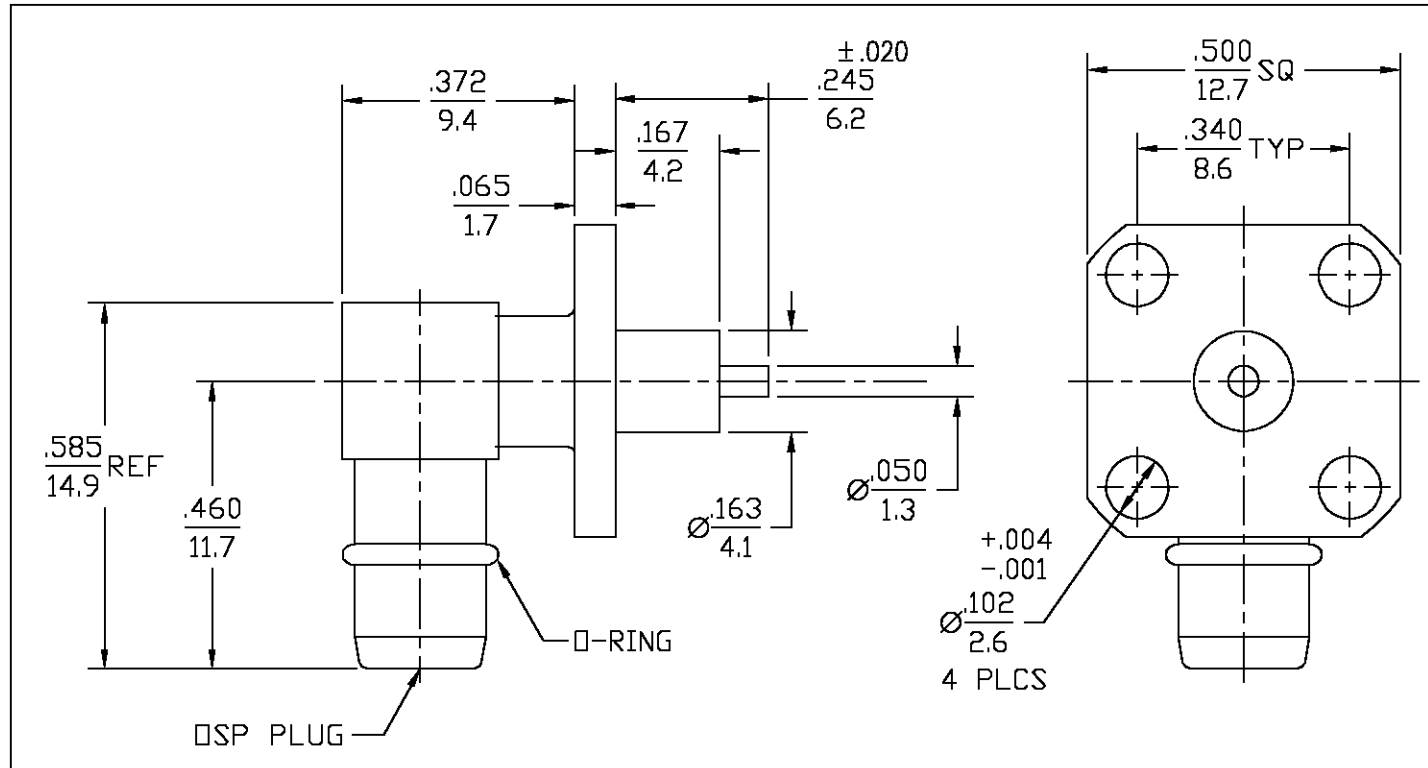 .372
9.4
±.020
.245
6.2
.167
4.2
.065
1.7
.500 SQ
12.7
.340 TYP
8.6
.585 REF
14.9
.460
11.7
Ø.163
4.1
Ø.050
1.3
+.004
-.001
Ø.102
2.6
4 PLCS
O-RING
OSP PLUG